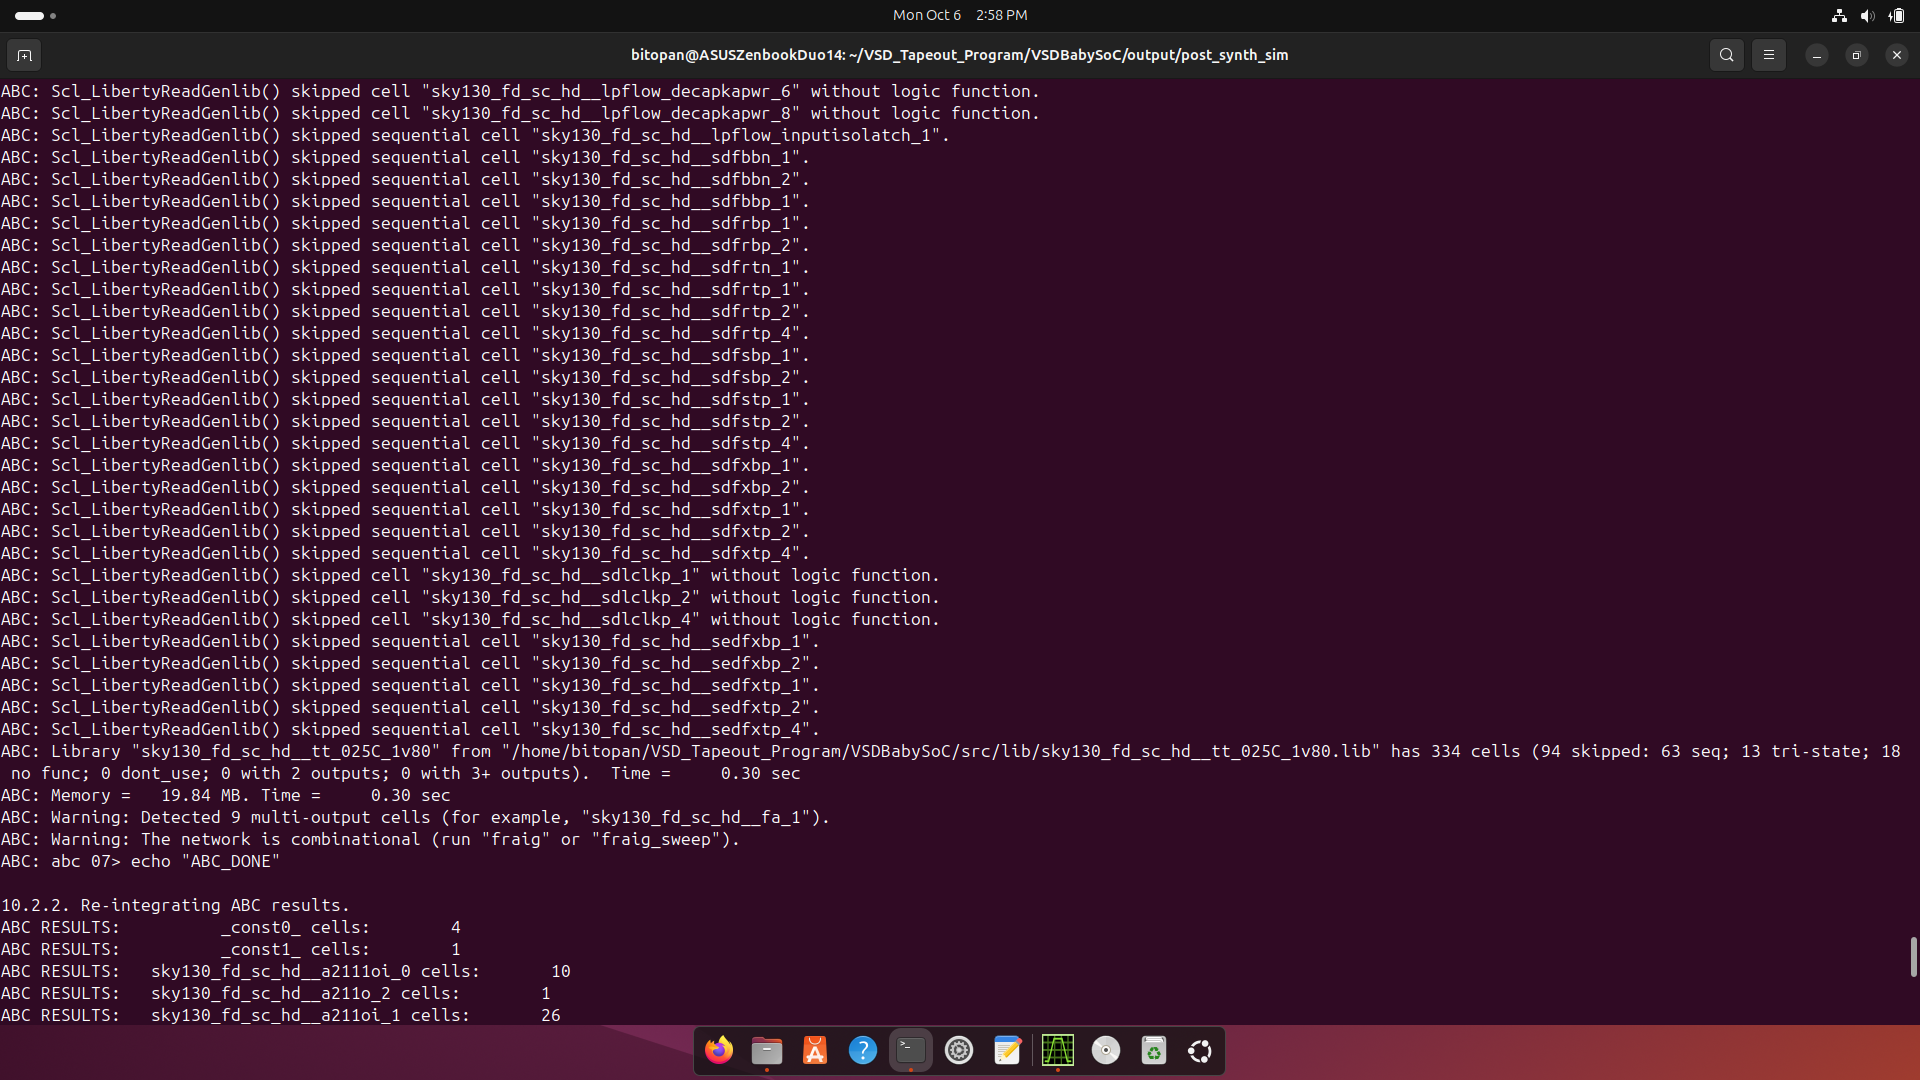 Mon Oct 6 2:58 PM
bitopan@ASUSZenbookDuo14: ~/VSD_Tapeout_Program/VSDBabySoC/output/post_synth_sim
ABC: Scl_LibertyReadGenlib() skipped cell "sky130_fd_sc_hd__lpflow_decapkapwr_6" without logic function.
ABC: Scl_LibertyReadGenlib() skipped cell "sky130_fd_sc_hd__lpflow_decapkapwr_8" without logic function.
ABC: Scl_LibertyReadGenlib() skipped sequential cell "sky130_fd_sc_hd__lpflow_inputisolatch_1".
ABC: Scl_LibertyReadGenlib() skipped sequential cell "sky130_fd_sc_hd__sdfbbn_1".
ABC: Scl_LibertyReadGenlib() skipped sequential cell "sky130_fd_sc_hd__sdfbbn_2".
ABC: Scl_LibertyReadGenlib() skipped sequential cell "sky130_fd_sc_hd__sdfbbp_1".
ABC: Scl_LibertyReadGenlib() skipped sequential cell "sky130_fd_sc_hd__sdfrbp_1".
ABC: Scl_LibertyReadGenlib() skipped sequential cell "sky130_fd_sc_hd__sdfrbp_2".
ABC: Scl_LibertyReadGenlib() skipped sequential cell "sky130_fd_sc_hd__sdfrtn_1".
ABC: Scl_LibertyReadGenlib() skipped sequential cell "sky130_fd_sc_hd__sdfrtp_1".
ABC: Scl_LibertyReadGenlib() skipped sequential cell "sky130_fd_sc_hd__sdfrtp_2".
ABC: Scl_LibertyReadGenlib() skipped sequential cell "sky130_fd_sc_hd__sdfrtp_4".
ABC: Scl_LibertyReadGenlib() skipped sequential cell "sky130_fd_sc_hd__sdfsbp_1".
ABC: Scl_LibertyReadGenlib() skipped sequential cell "sky130_fd_sc_hd__sdfsbp_2".
ABC: Scl_LibertyReadGenlib() skipped sequential cell "sky130_fd_sc_hd__sdfstp_1".
ABC: Scl_LibertyReadGenlib() skipped sequential cell "sky130_fd_sc_hd__sdfstp_2".
ABC: Scl_LibertyReadGenlib() skipped sequential cell "sky130_fd_sc_hd__sdfstp_4".
ABC: Scl_LibertyReadGenlib() skipped sequential cell "sky130_fd_sc_hd__sdfxbp_1".
ABC: Scl_LibertyReadGenlib() skipped sequential cell "sky130_fd_sc_hd__sdfxbp_2".
ABC: Scl_LibertyReadGenlib() skipped sequential cell "sky130_fd_sc_hd__sdfxtp_1".
ABC: Scl_LibertyReadGenlib() skipped sequential cell "sky130_fd_sc_hd__sdfxtp_2".
ABC: Scl_LibertyReadGenlib() skipped sequential cell "sky130_fd_sc_hd__sdfxtp_4".
ABC: Scl_LibertyReadGenlib() skipped cell "sky130_fd_sc_hd__sdlclkp_1" without logic function.
ABC: Scl_LibertyReadGenlib() skipped cell "sky130_fd_sc_hd__sdlclkp_2" without logic function.
ABC: Scl_LibertyReadGenlib() skipped cell "sky130_fd_sc_hd__sdlclkp_4" without logic function.
ABC: Scl_LibertyReadGenlib() skipped sequential cell "sky130_fd_sc_hd__sedfxbp_1".
ABC: Scl_LibertyReadGenlib() skipped sequential cell "sky130_fd_sc_hd__sedfxbp_2".
ABC: Scl_LibertyReadGenlib() skipped sequential cell "sky130_fd_sc_hd__sedfxtp_1".
ABC: Scl_LibertyReadGenlib() skipped sequential cell "sky130_fd_sc_hd__sedfxtp_2".
ABC: Scl_LibertyReadGenlib() skipped sequential cell "sky130_fd_sc_hd__sedfxtp_4".
ABC: Library "sky130_fd_sc_hd__tt_025C_1v80" from "/home/bitopan/VSD_Tapeout_Program/VSDBabySoC/src/lib/sky130_fd_sc_hd__tt_025C_1v80.lib" has 334 cells (94 skipped: 63 seq; 13 tri-state; 18
no func; 0 dont_use; 0 with 2 outputs; 0 with 3+ outputs).  Time =     0.30 sec
ABC: Memory =   19.84 MB. Time =     0.30 sec
ABC: Warning: Detected 9 multi-output cells (for example, "sky130_fd_sc_hd__fa_1").
ABC: Warning: The network is combinational (run "fraig" or "fraig_sweep").
ABC: abc 07> echo "ABC_DONE"
10.2.2. Re-integrating ABC results.
ABC RESULTS:          _const0_ cells:        4
ABC RESULTS:          _const1_ cells:        1
ABC RESULTS:   sky130_fd_sc_hd__a2111oi_0 cells:       10
ABC RESULTS:   sky130_fd_sc_hd__a211o_2 cells:        1
ABC RESULTS:   sky130_fd_sc_hd__a211oi_1 cells:       26